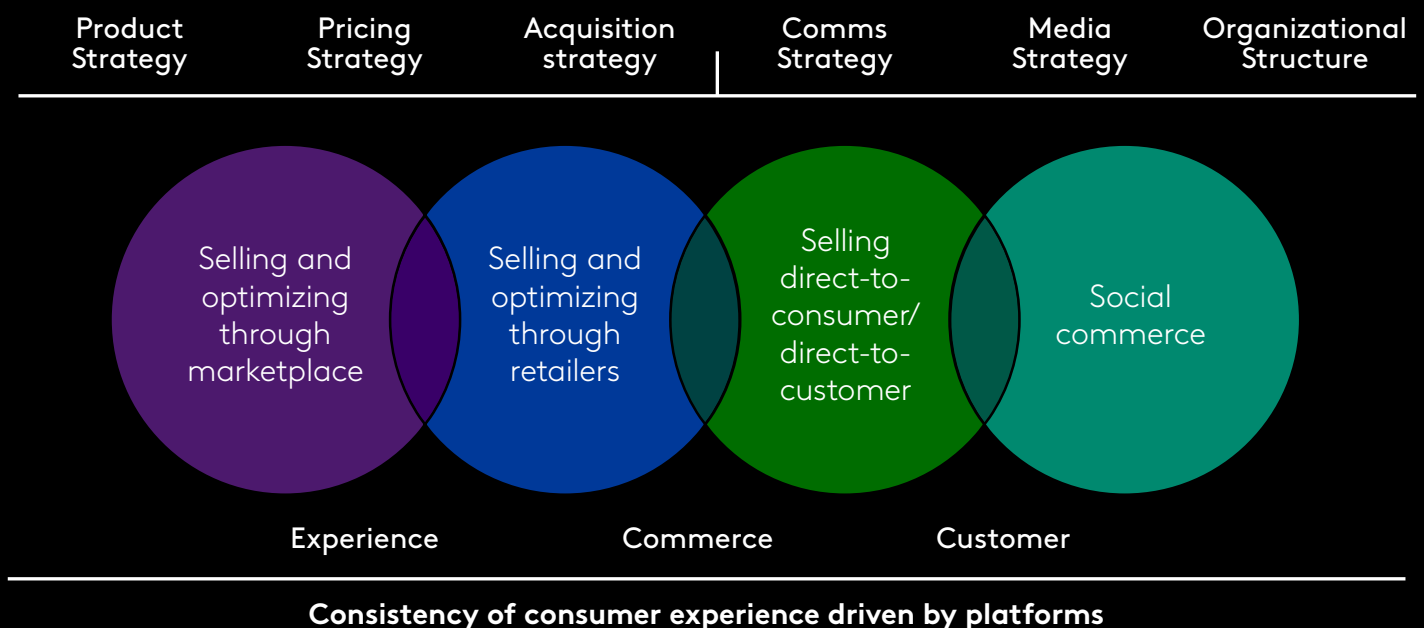 Product
Strategy
Pricing
Strategy
Acquisition
strategy
Comms
Strategy
Media
Strategy
Organizational
Structure
Selling and
optimizing
through
marketplace
Selling and
optimizing
through
retailers
Selling
direct-to-
consumer/
direct-to-
customer
Social
commerce
Experience
Commerce
Customer
Consistency of consumer experience driven by platforms